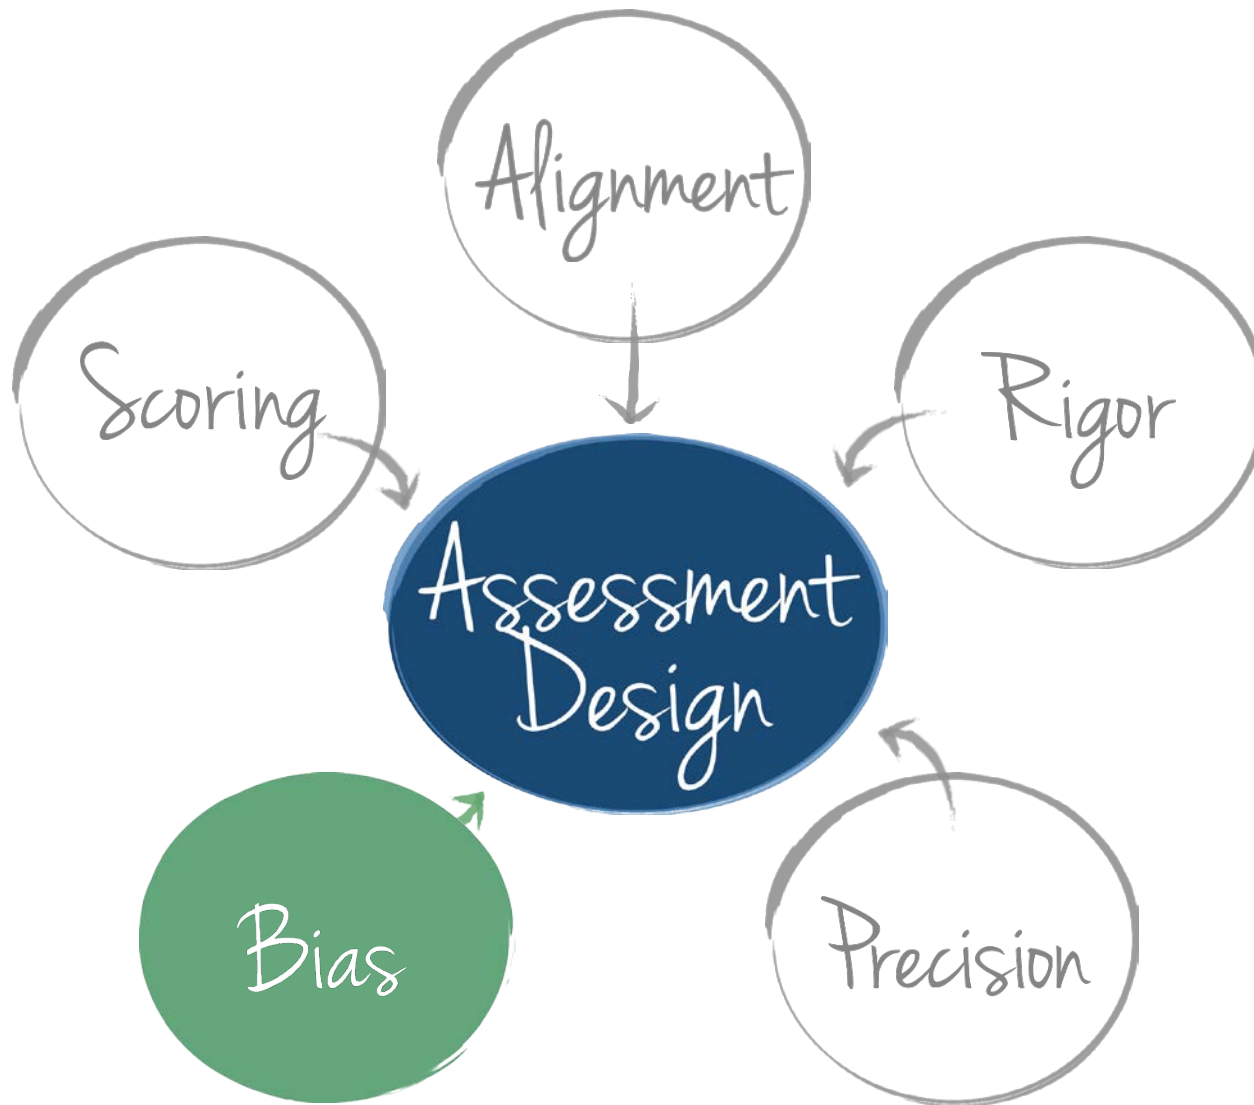 Alignment
Scoring
Rigor
Assessment
Design
Bias
Precision